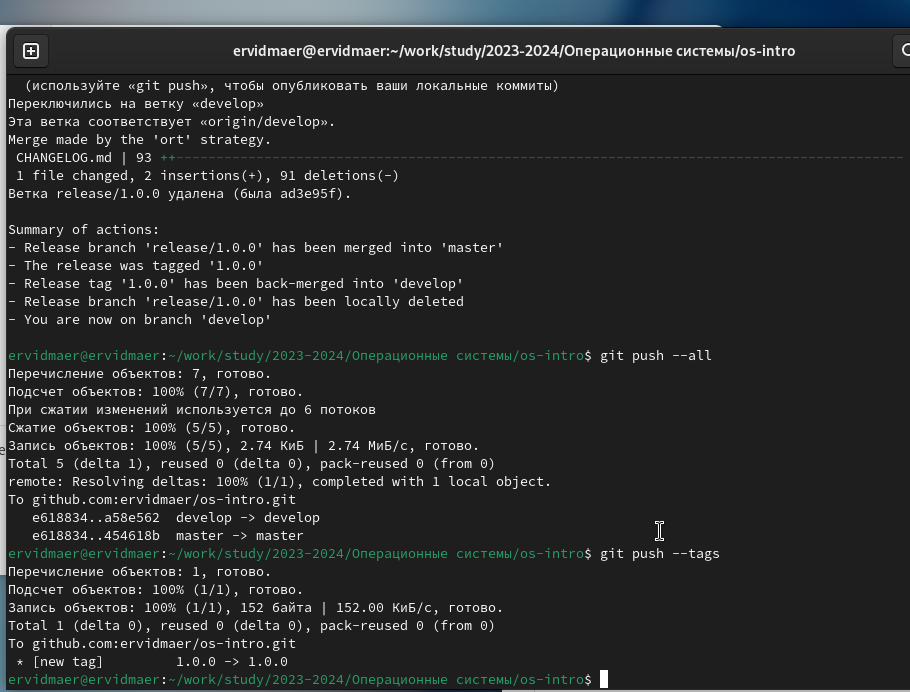 ervidmaer@ervidmaer:~/work/study/2023-2024/Операционные системы/os-intro
(используйте «git push», чтобы опубликовать ваши локальные коммиты)
Переключились на ветку «develop»
Эта ветка соответствует «origin/develop».
Merge made by the 'ort' strategy.
CHANGELOG.md | 93 ++---------------------------------------------------------------------------------------------
1 file changed, 2 insertions(+), 91 deletions(-)
Ветка release/1.0.0 удалена (была ad3e95f).
Summary of actions:
- Release branch 'release/1.0.0' has been merged into 'master'
- The release was tagged '1.0.0'
- Release tag '1.0.0' has been back-merged into 'develop'
- Release branch 'release/1.0.0' has been locally deleted
- You are now on branch 'develop'
ervidmaer@ervidmaer:~/work/study/2023-2024/Операционные системы/os-intro$ git push --all
Перечисление объектов: 7, готово.
Подсчет объектов: 100% (7/7), готово.
При сжатии изменений используется до 6 потоков
Сжатие объектов: 100% (5/5), готово.
Запись объектов: 100% (5/5), 2.74 КиБ | 2.74 МиБ/с, готово.
Total 5 (delta 1), reused 0 (delta 0), pack-reused 0 (from 0)
remote: Resolving deltas: 100% (1/1), completed with 1 local object.
To github.com:ervidmaer/os-intro.git
e618834..a58e562  develop -> develop
e618834..454618b  master -> master
ervidmaer@ervidmaer:~/work/study/2023-2024/Операционные системы/os-intro$ git push --tags
Перечисление объектов: 1, готово.
Подсчет объектов: 100% (1/1), готово.
Запись объектов: 100% (1/1), 152 байта | 152.00 КиБ/с, готово.
Total 1 (delta 0), reused 0 (delta 0), pack-reused 0 (from 0)
To github.com:ervidmaer/os-intro.git
* [new tag]         1.0.0 -> 1.0.0
ervidmaer@ervidmaer:~/work/study/2023-2024/Операционные системы/os-intro$